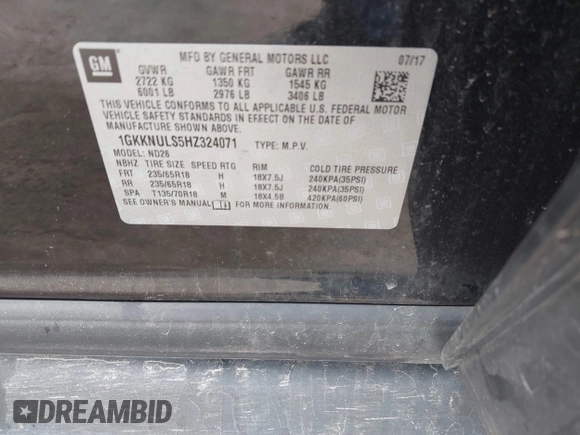 GM
MFD BY GENERAL MOTORS LLC 07/17
GVWR GAWR FRT GAWR RR
2722 KG 1350 KG 1545 KG
6001 LB 2976 LB 3406 LB
THIS VEHICLE CONFORMS TO ALL APPLICABLE U.S. FEDERAL MOTOR
VEHICLE SAFETY AND THEFT PREVENTION STANDARDS IN EFFECT ON
THE DATE OF MANUFACTURE SHOWN ABOVE.
1GKKNULS5HZ324071 TYPE: M.P.V.
MODEL: ND26
NBHZ TIRE SIZE SPEED RTG RIM COLD TIRE PRESSURE
FRT 235/65R18 H 18X7.5J 240KPA(35PSI)
RR 235/65R18 H 18X7.5J 240KPA(35PSI)
SPA T135/70R18 M 18X4.5B 420KPA(60PSI)
SEE OWNER'S MANUAL FOR MORE INFORMATION.
DREAMBID